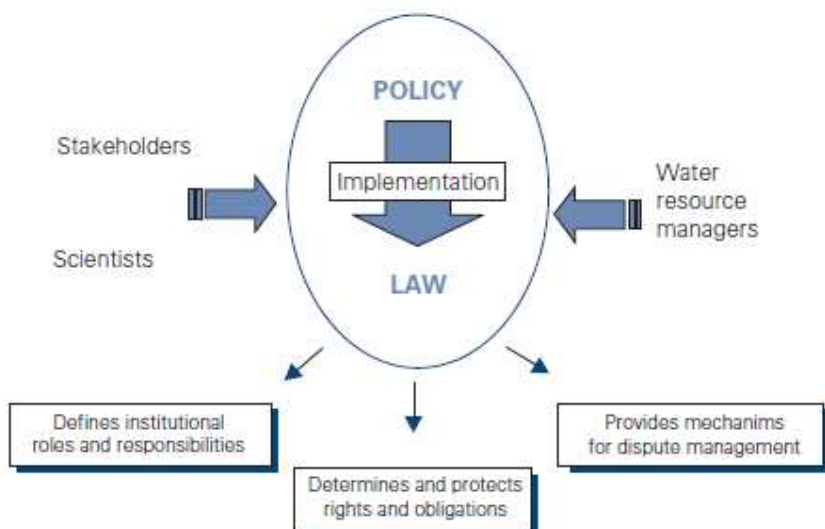 POLICY
Stakeholders
Implementation
Water
resource
managers
Scientists
LAW
Defines institutional
roles and responsibilities
Provides mechanims
for dispute management
Determines and protects
rights and obligations